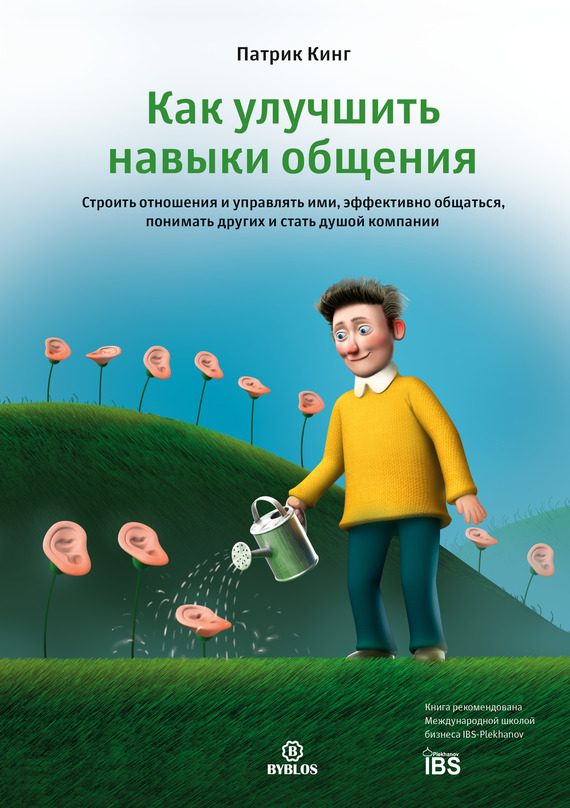 Патрик Кинг
Как улучшить
навыки общения
Строить отношения и управлять ими, эффективно общаться,
понимать других и стать душой компании
Книга рекомендована
Международной школой
бизнеса IBS-Plekhanov
Plekhanov
IBS
B
BYBLOS